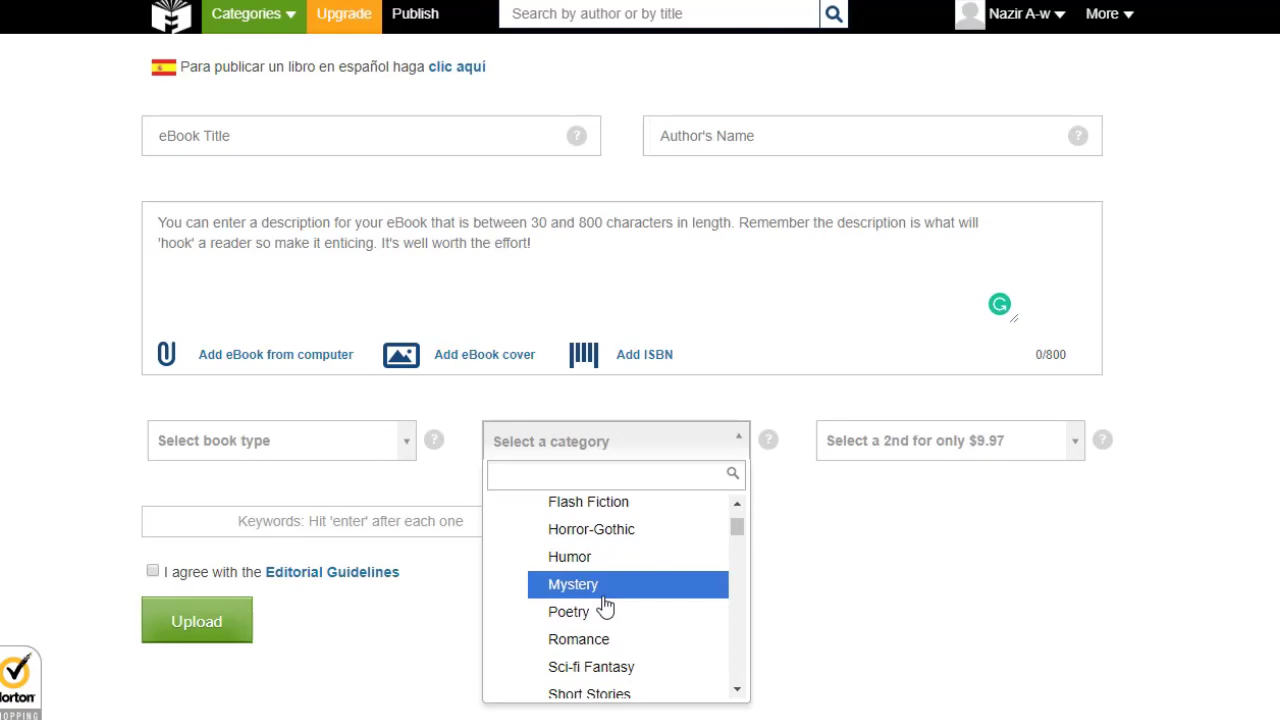 Categories Upgrade Publish Search by author or by title Nazir A-w More
Para publicar un libro en español haga clic aquí
eBook Title ? Author's Name ?
You can enter a description for your eBook that is between 30 and 800 characters in length. Remember the description is what will
'hook' a reader so make it enticing. It's well worth the effort!
Add eBook from computer Add eBook cover Add ISBN 0/800
Select book type ? Select a category ? Select a 2nd for only $9.97 ?
Flash Fiction
Keywords: Hit 'enter' after each one
Horror-Gothic
Humor
I agree with the Editorial Guidelines
Mystery
Poetry
Upload
Romance
Sci-fi Fantasy
Short Stories